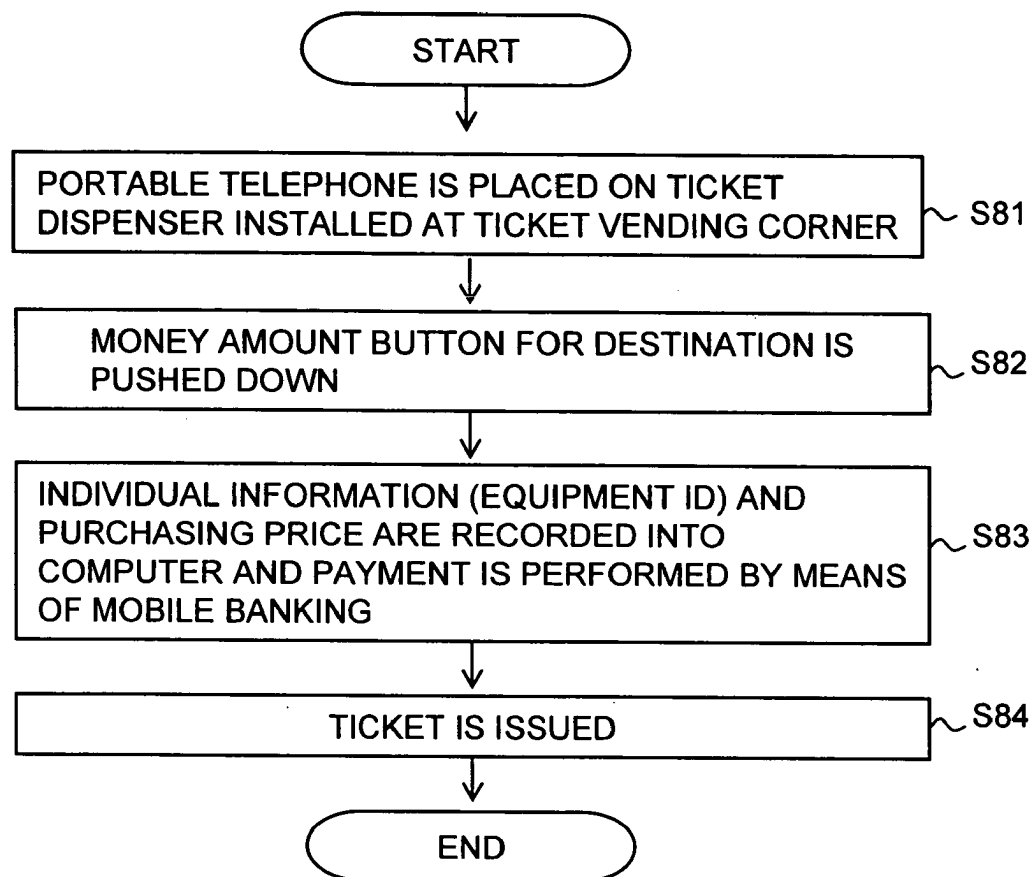 START
PORTABLE TELEPHONE IS PLACED ON TICKET
DISPENSER INSTALLED AT TICKET VENDING CORNER
S81
MONEY AMOUNT BUTTON FOR DESTINATION IS
PUSHED DOWN
S82
INDIVIDUAL INFORMATION (EQUIPMENT ID) AND
PURCHASING PRICE ARE RECORDED INTO
COMPUTER AND PAYMENT IS PERFORMED BY MEANS
OF MOBILE BANKING
S83
TICKET IS ISSUED
S84
END